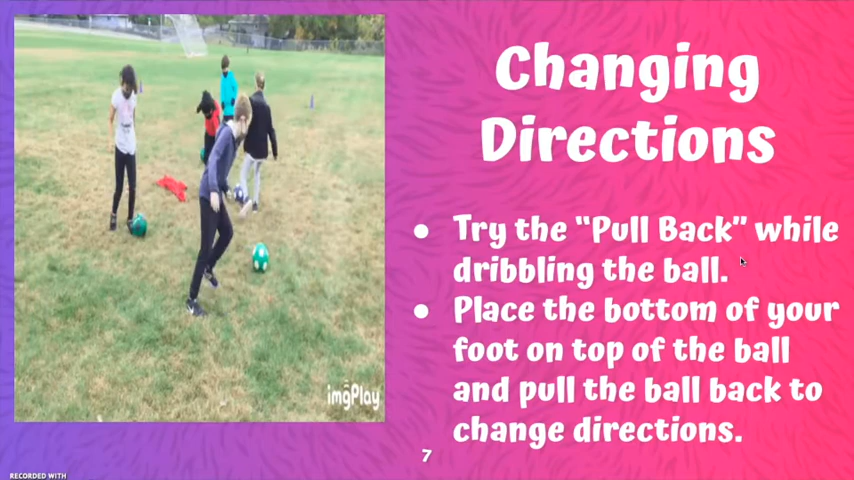 Changing
Directions
● Try the “Pull Back” while
dribbling the ball.
● Place the bottom of your
foot on top of the ball
and pull the ball back to
change directions.
imgPlay
7
RECORDED WITH